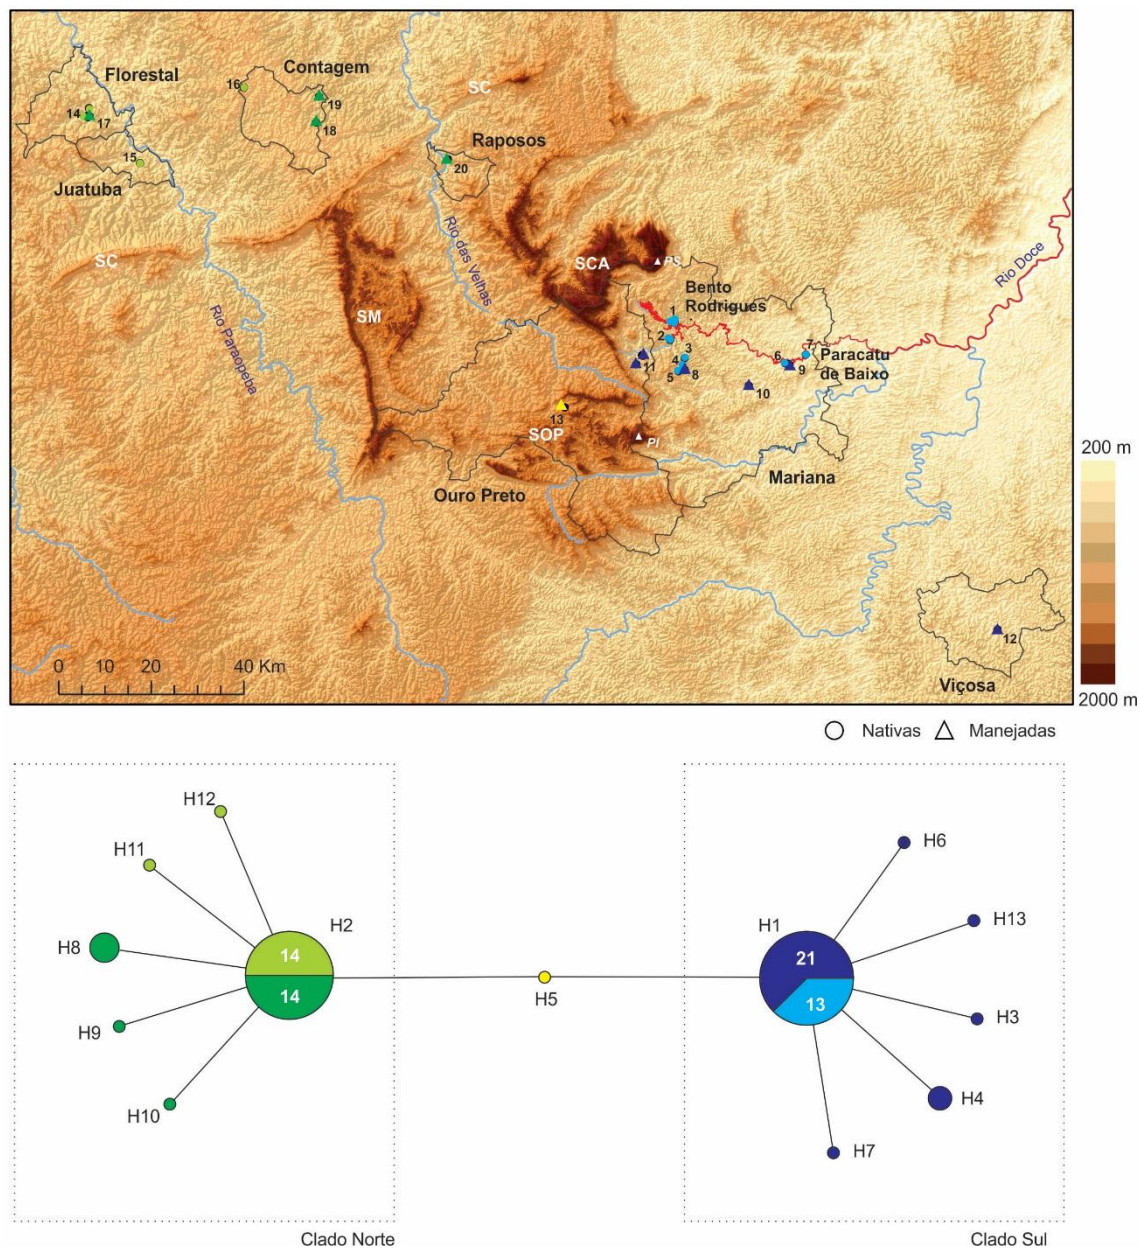 Florestal
Contagem
SC
16
19
14
17
18
15
Juatuba
Raposos
20
SC
SM
Rio Paraopeba
Rio das Velhas
SCA
PS
Bento
Rodrigues
Rio Doce
1
2
3
4
5
8
11
6
7
9
10
Paracatu
de Baixo
13
SOP
PI
Ouro Preto
Mariana
12
Viçosa
0 10 20 40 Km
200 m
2000 m
Nativas
Manejadas
H12
H11
H8
H9
H10
H2
14
14
H5
H1
21
13
H6
H13
H3
H4
H7
Clado Norte
Clado Sul